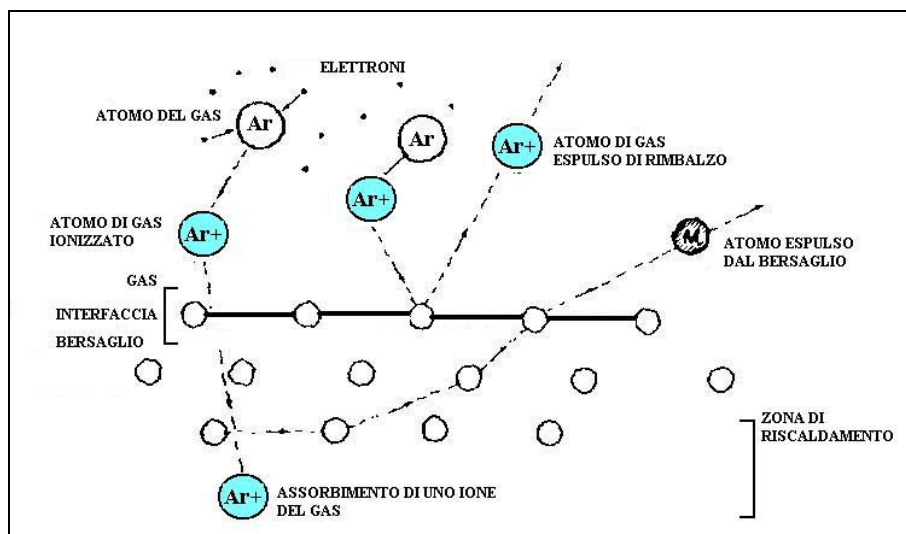 ELETTRONI
ATOMO DEL GAS
Ar
Ar
Ar+
ATOMO DI GAS
ESPULSO DI RIMBALZO
Ar+
ATOMO DI GAS
IONIZZATO
Ar+
M
ATOMO ESPULSO
DAL BERSAGLIO
GAS
INTERFACCIA
BERSAGLIO
ZONA DI
RISCALDAMENTO
Ar+
ASSORBIMENTO DI UNO IONE
DEL GAS